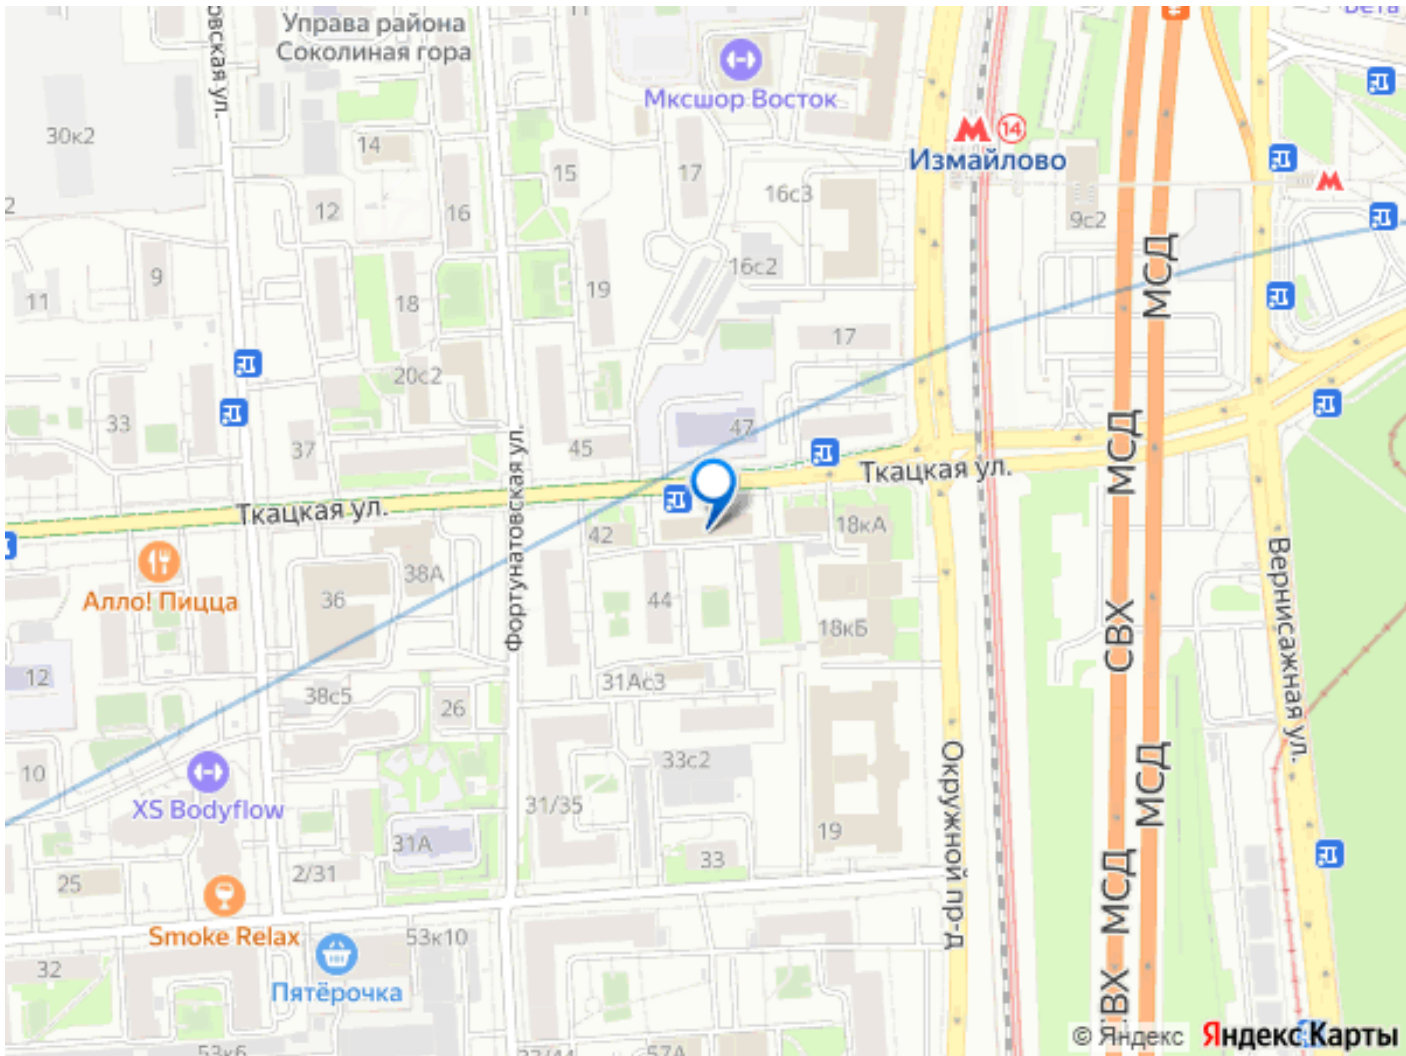 Управа района
Соколиная гора
Мксшор Восток
14
Измайлово
30к2
14
15
17
16с3
12
16
9с2
МСД
9
11
18
19
16с2
17
20с2
33
37
45
47
МСД
МСД
Ткацкая ул.
Ткацкая ул.
Фортунатовская ул.
42
18кА
Вернисажная ул.
Алло! Пицца
36
38А
44
18кБ
СВХ
12
31Ас3
38с5
26
10
33с2
XS Bodyflow
31/35
19
Окружной пр-д
МСД
31А
33
2/31
25
МСД
Smoke Relax
53к10
32
Пятёрочка
53к6
57А
© Яндекс
Яндекс Карты